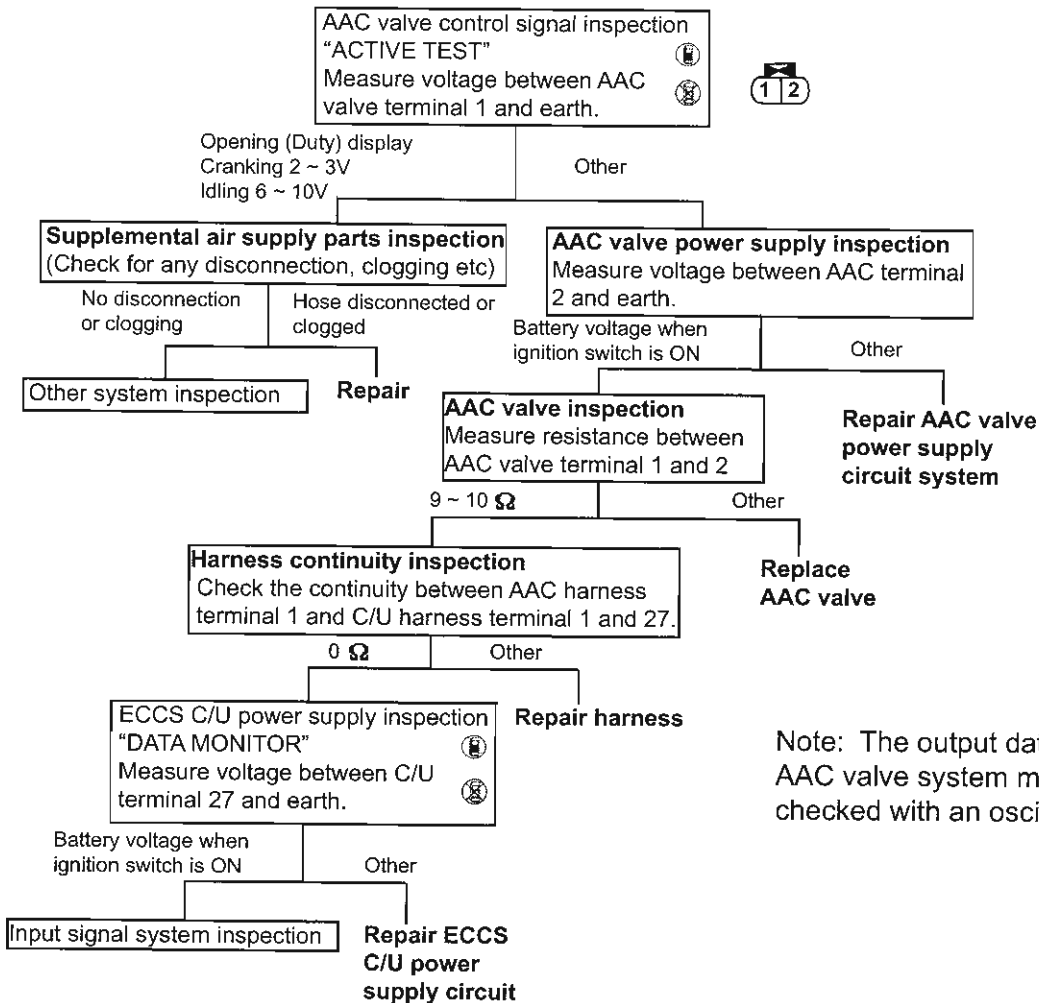 AAC valve control signal inspection
“ACTIVE TEST”
Measure voltage between AAC
valve terminal 1 and earth.
1 2
Opening (Duty) display
Cranking 2 ~ 3V
Idling 6 ~ 10V
Other
Supplemental air supply parts inspection
(Check for any disconnection, clogging etc)
No disconnection
or clogging
Hose disconnected or
clogged
Other system inspection
Repair
AAC valve power supply inspection
Measure voltage between AAC terminal
2 and earth.
Battery voltage when
ignition switch is ON
Other
AAC valve inspection
Measure resistance between
AAC valve terminal 1 and 2
Repair AAC valve
power supply
circuit system
9 ~ 10 Ω
Other
Harness continuity inspection
Check the continuity between AAC harness
terminal 1 and C/U harness terminal 1 and 27.
Replace
AAC valve
0 Ω
Other
ECCS C/U power supply inspection
“DATA MONITOR”
Measure voltage between C/U
terminal 27 and earth.
Repair harness
Note: The output
AAC valve system
checked with an
Battery voltage when
ignition switch is ON
Other
Input signal system inspection
Repair ECCS
C/U power
supply circuit